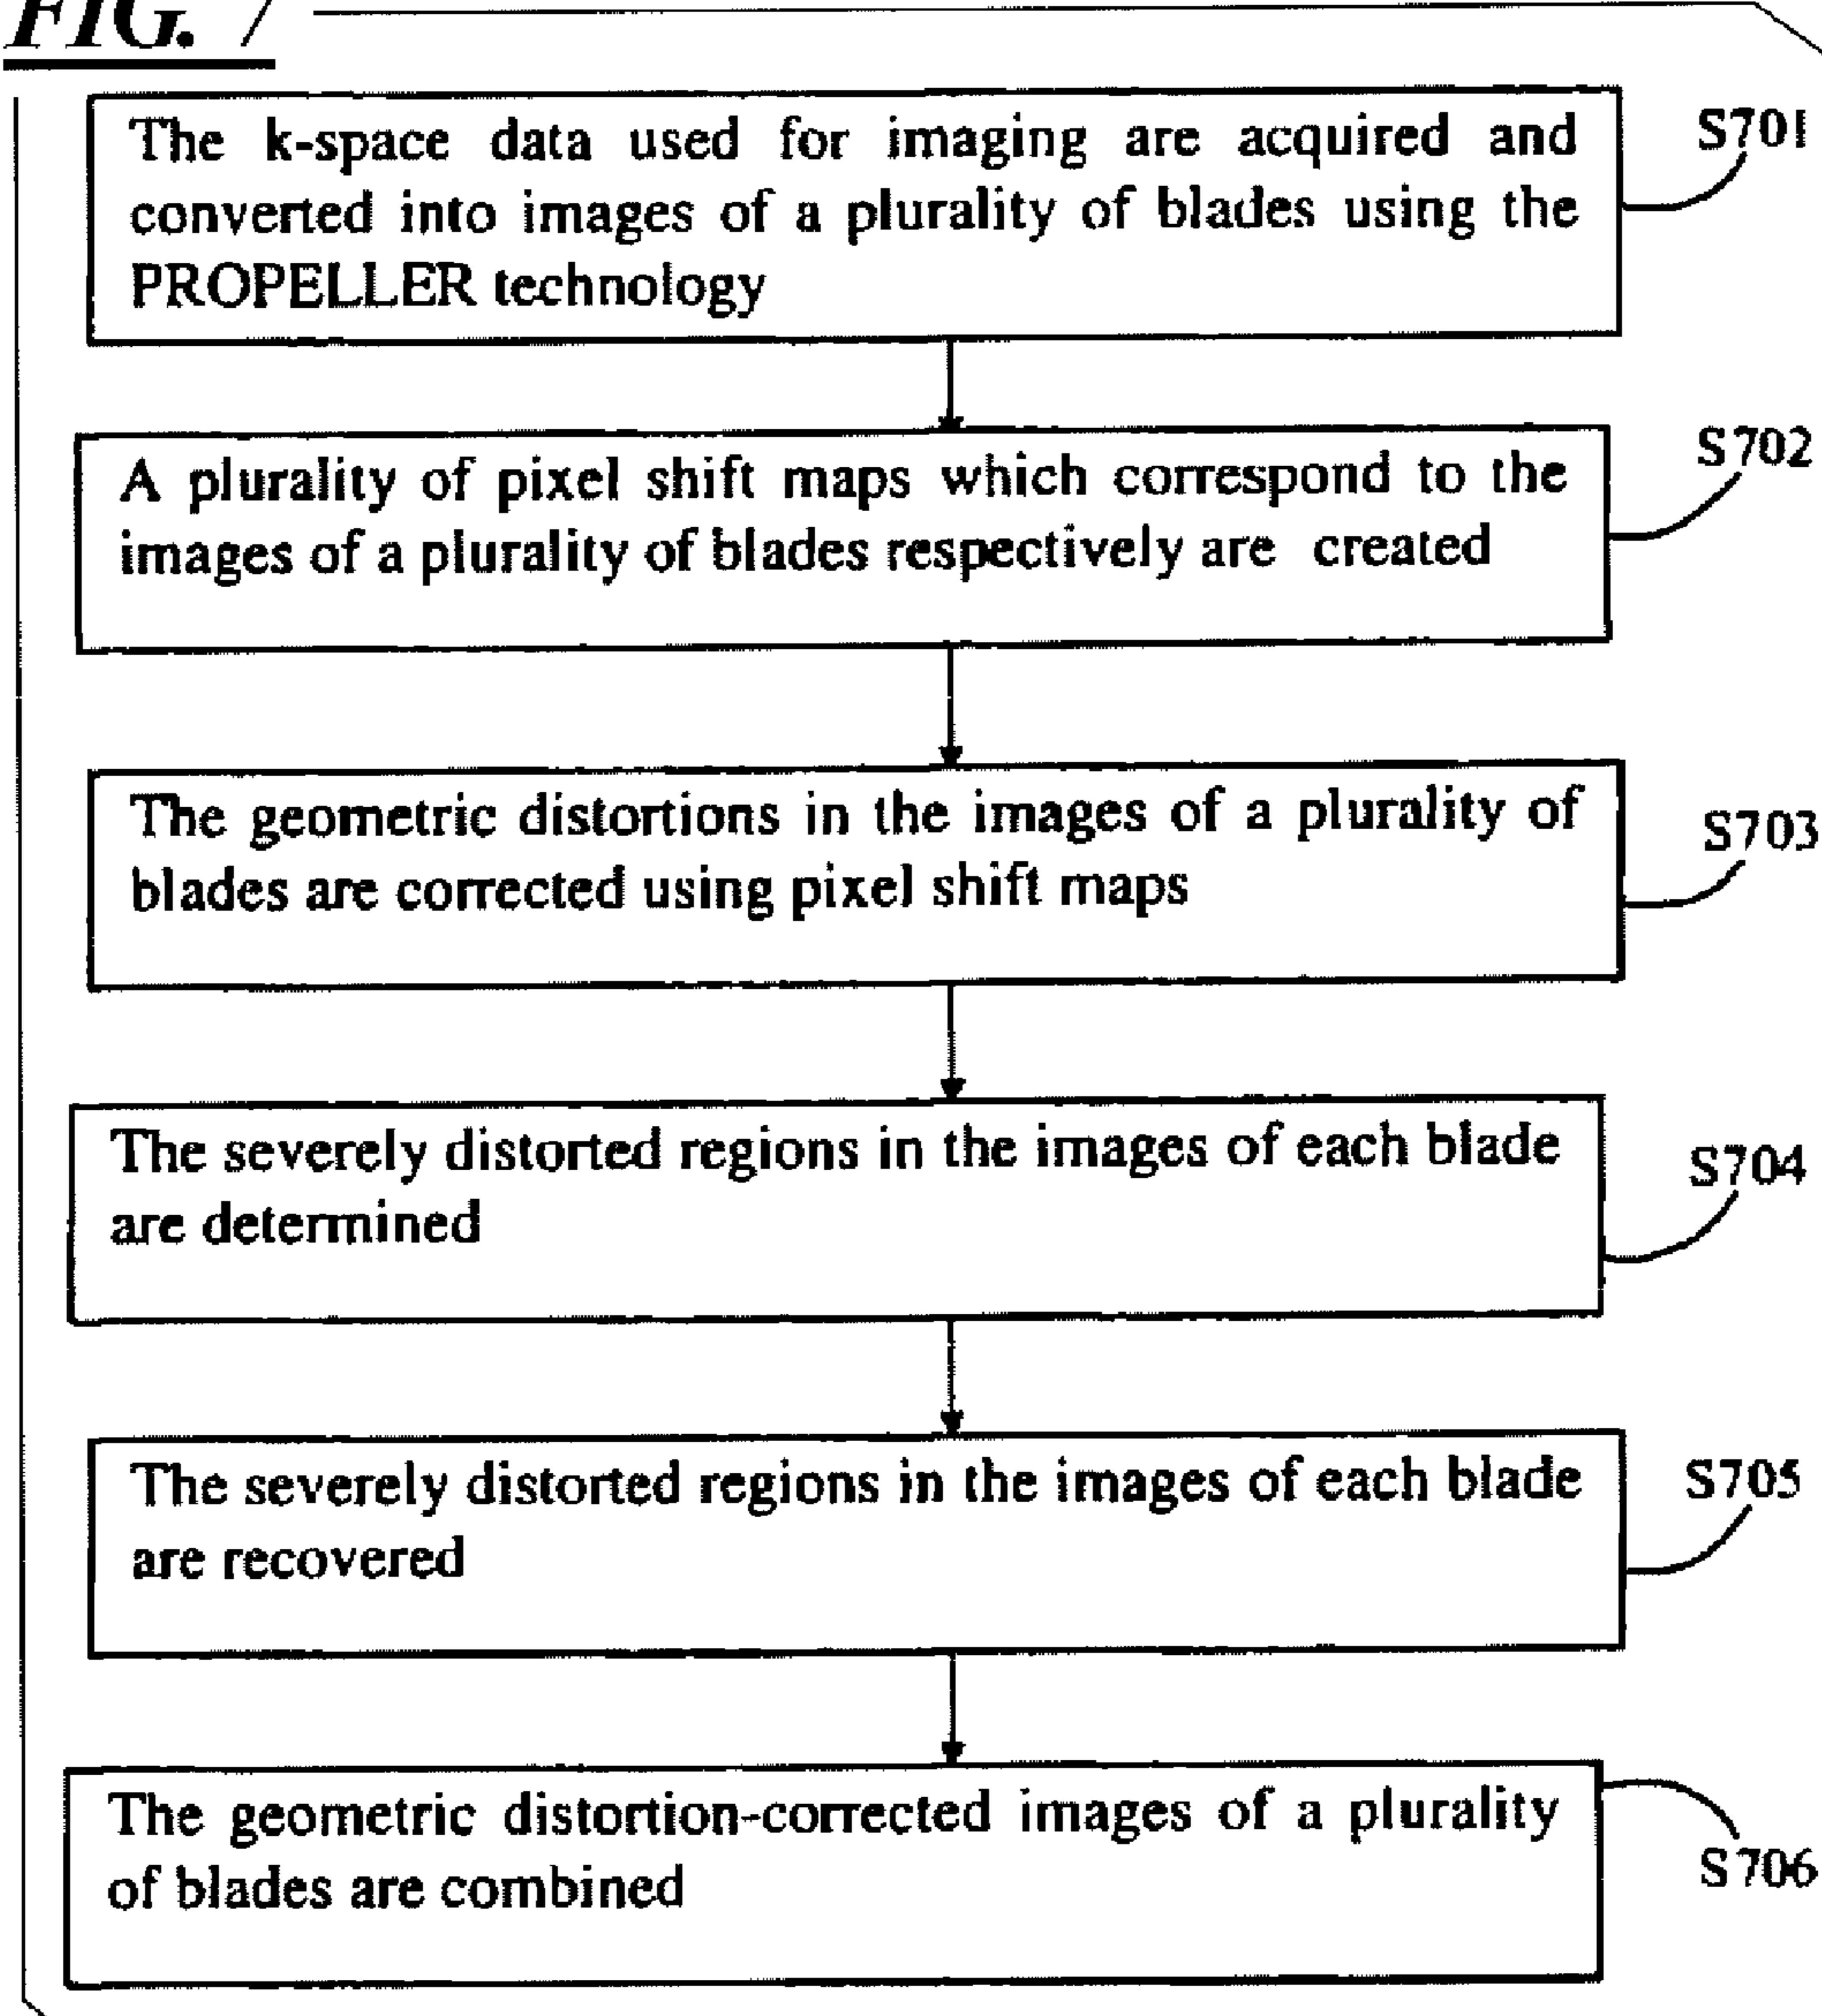 FIG. 7
The k-space data used for imaging are acquired and
converted into images of a plurality of blades using the
PROPELLER technology
S701
A plurality of pixel shift maps which correspond to the
images of a plurality of blades respectively are created
S702
The geometric distortions in the images of a plurality of
blades are corrected using pixel shift maps
S703
The severely distorted regions in the images of each blade
are determined
S704
The severely distorted regions in the images of each blade
are recovered
S705
The geometric distortion-corrected images of a plurality
of blades are combined
S706